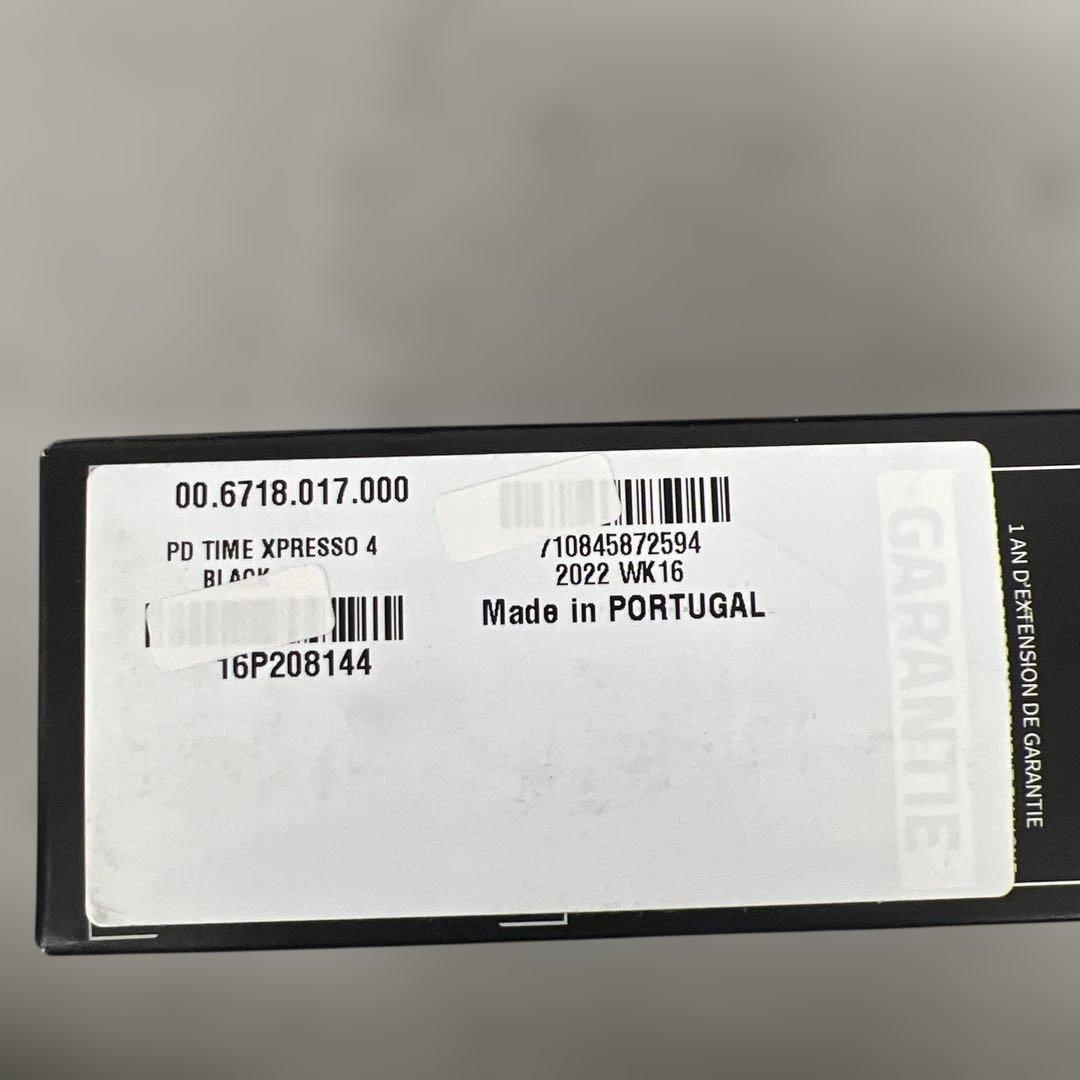 00.6718.017.000
PD TIME XPRESSO 4
BLACK
16P208144
710845872594
2022 WK16
Made in PORTUGAL
GARANTIE
1 AN D'EXTENSION DE GARANTIE